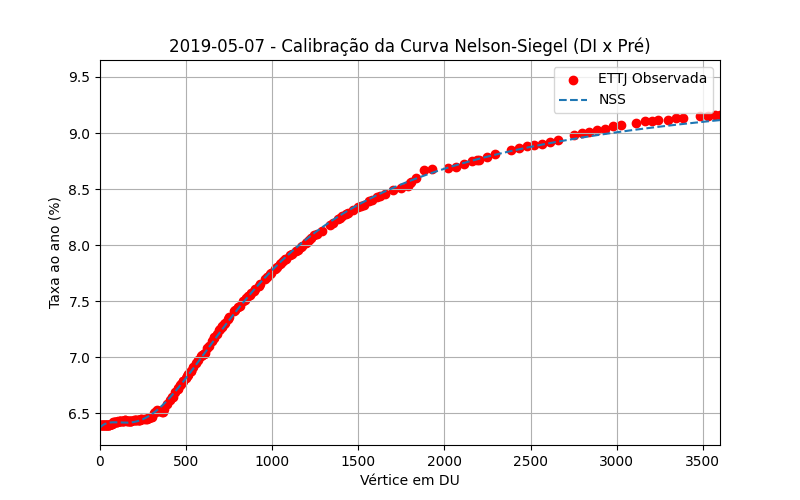 2019-05-07 - Calibração da Curva Nelson-Siegel (DI x Pré)
ETTJ Observada
NSS
Taxa ao ano (%)
9.5
9.0
8.5
8.0
7.5
7.0
6.5
0 500 1000 1500 2000 2500 3000 3500
Vértice em DU